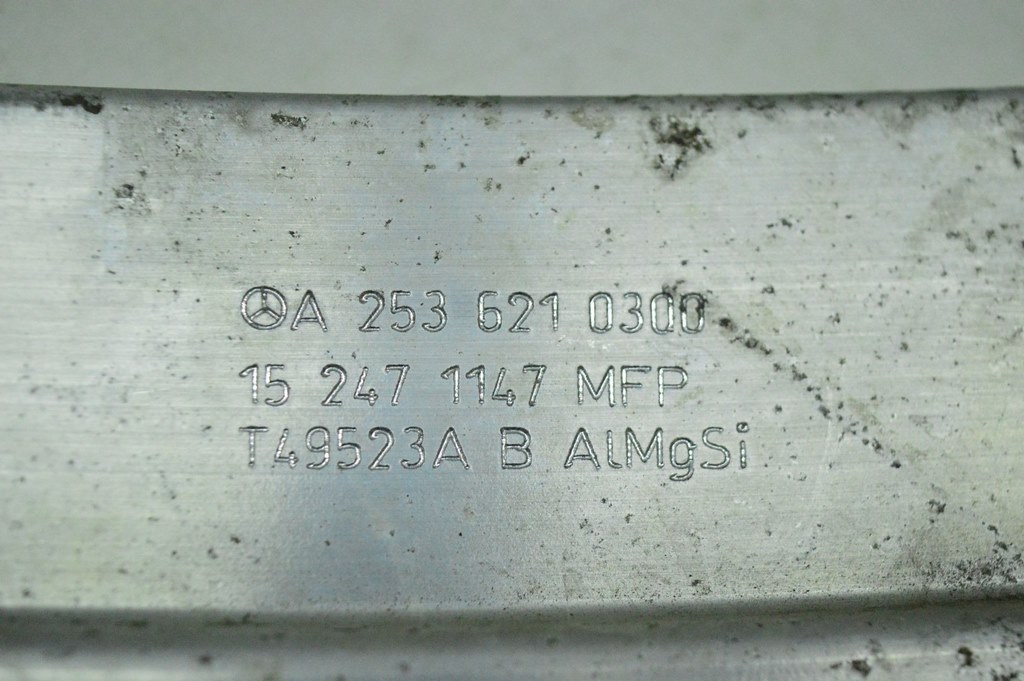 A 253 621 0300
15 247 1147 MFP
T49523A B AlMgSi